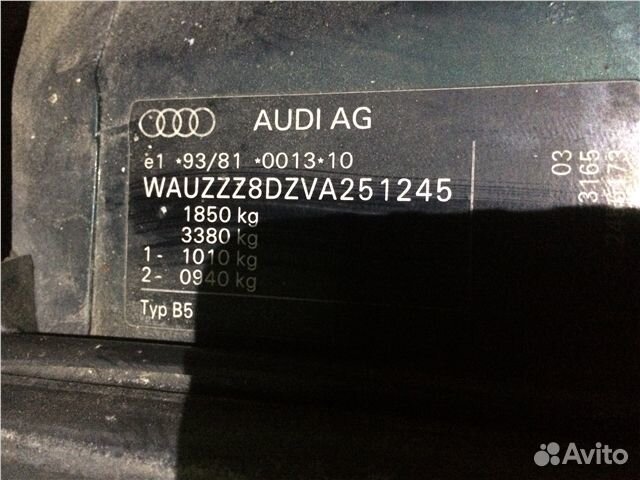 AUDI AG
e1 *93/81 *0013*10
WAUZZZ8DZVA251245
1850 kg
3380 kg
1- 1010 kg
2- 0940 kg
Typ B5
03
3165
Avito